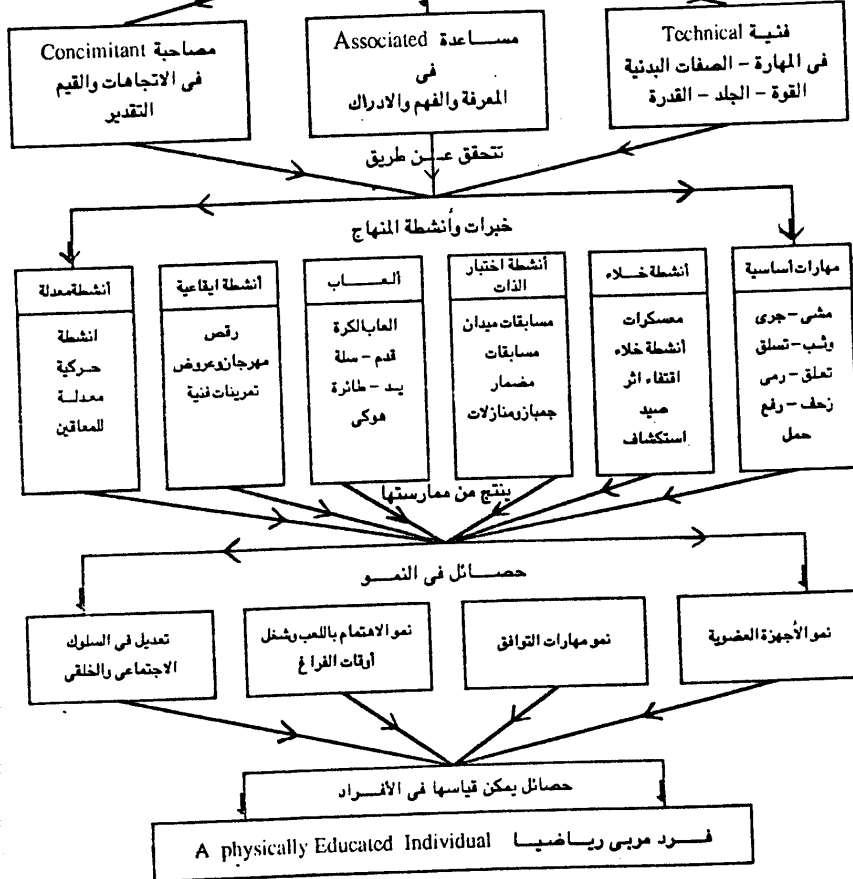 فنية Technical
فى المهارة – الصفات البدنية
القوة – الجلد – القدرة
مساعدة Associated
فى
المعرفة والفهم والادراك
مصاحبة Concimitant
فى الاتجاهات والقيم
التقدير
تتحقق عن طريق
خبرات وأنشطة المنهاج
مهارات أساسية
مشى – جرى
وثب – تسلق
تعلق – رمى
زحف – رفع
حمل
أنشطة خلاء
معسكرات
أنشطة خلاء
اقتفاء اثر
صيد
استكشاف
أنشطة اختبار
الذات
مسابقات ميدان
مسابقات
مضمار
جمباز ومنازلات
ألعاب
العاب الكرة
قدم – سلة
يد – طائرة
هوكى
أنشطة ايقاعية
رقص
مهرجان وعروض
تمرينات فنية
أنشطة معدلة
انشطة
حركية
معدلة
للمعاقين
ينتج من ممارستها
حصائل فى النمو
نمو الأجهزة العضوية
نمو مهارات التوافق
نمو الاهتمام باللعب وشغل
أوقات الفراغ
تعديل فى السلوك
الاجتماعى والخلقى
حصائل يمكن قياسها فى الأفراد
فرد مربى رياضيا A physically Educated Individual